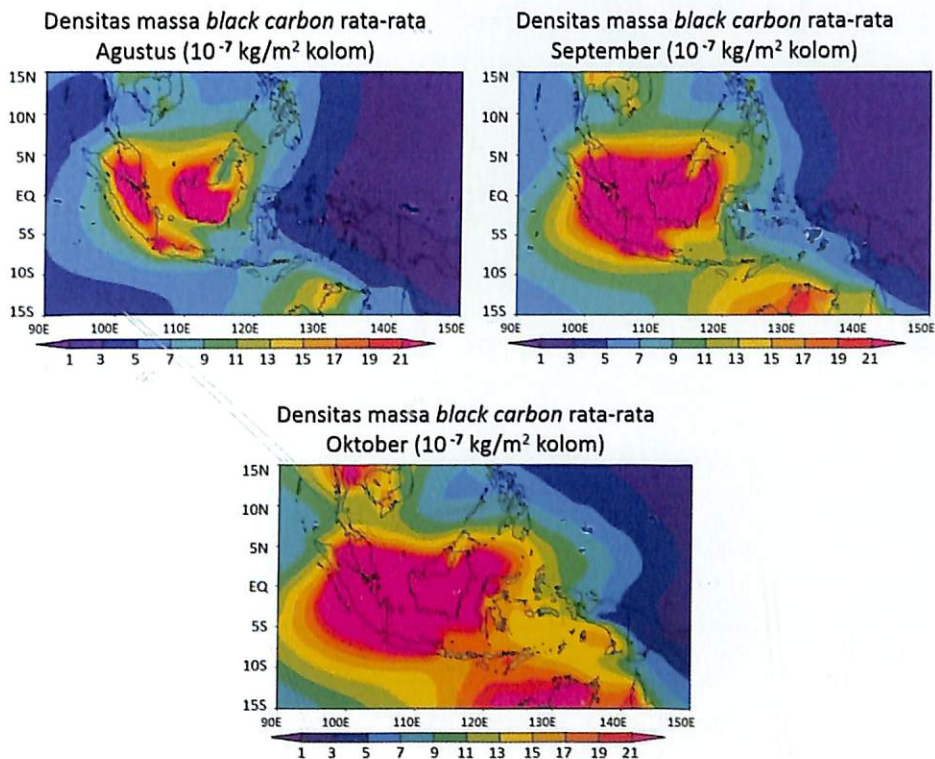 Densitas massa black carbon rata-rata
Agustus (10⁻⁷ kg/m² kolom)
15N
10N
5N
EQ
5S
10S
15S
90E 100E 110E 120E 130E 140E 150E
1 3 5 7 9 11 13 15 17 19 21
Densitas massa black carbon rata-rata
September (10⁻⁷ kg/m² kolom)
15N
10N
5N
EQ
5S
10S
15S
90E 100E 110E 120E 130E 140E 150E
1 3 5 7 9 11 13 15 17 19 21
Densitas massa black carbon rata-rata
Oktober (10⁻⁷ kg/m² kolom)
15N
10N
5N
EQ
5S
10S
15S
90E 100E 110E 120E 130E 140E 150E
1 3 5 7 9 11 13 15 17 19 21